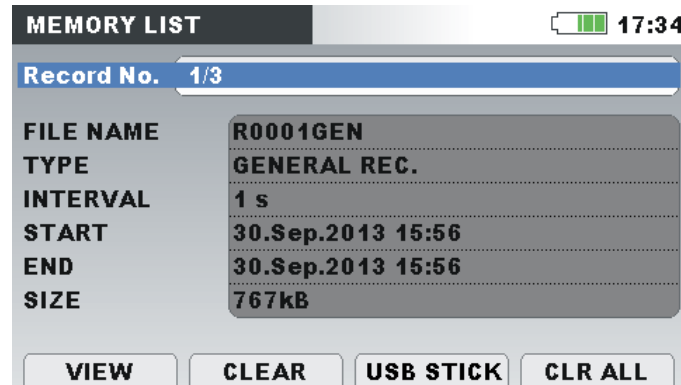 MEMORY LIST 17:34
Record No. 1/3
FILE NAME R0001GEN
TYPE GENERAL REC.
INTERVAL 1 s
START 30.Sep.2013 15:56
END 30.Sep.2013 15:56
SIZE 767kB
VIEW CLEAR USB STICK CLR ALL